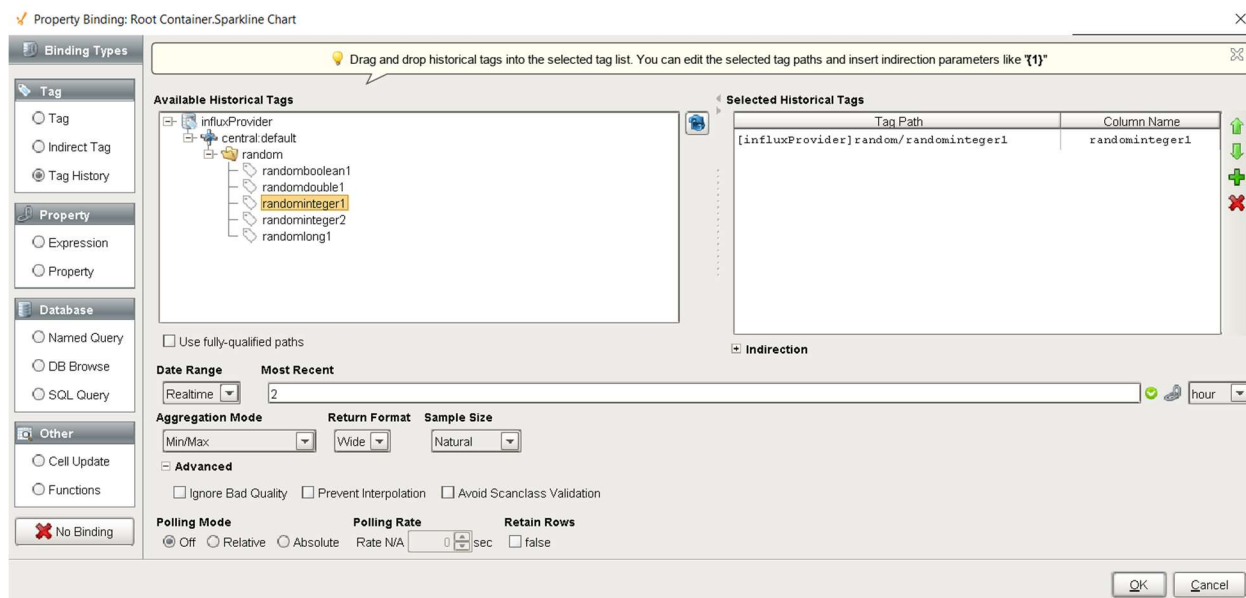 Property Binding: Root Container.Sparkline Chart
Binding Types
Tag
Tag
Indirect Tag
Tag History
Property
Expression
Property
Database
Named Query
DB Browse
SQL Query
Other
Cell Update
Functions
No Binding
Drag and drop historical tags into the selected tag list. You can edit the selected tag paths and insert indirection parameters like "{1}"
Available Historical Tags
influxProvider
central:default
random
randomboolean1
randomdouble1
randominteger1
randominteger2
randomlong1
Use fully-qualified paths
Selected Historical Tags
Tag Path Column Name
[influxProvider]random/randominteger1 randominteger1
Indirection
Date Range Most Recent
Realtime 2 hour
Aggregation Mode Return Format Sample Size
Min/Max Wide Natural
Advanced
Ignore Bad Quality Prevent Interpolation Avoid Scanclass Validation
Polling Mode Polling Rate Retain Rows
Off Relative Absolute Rate N/A 0 sec false
OK Cancel